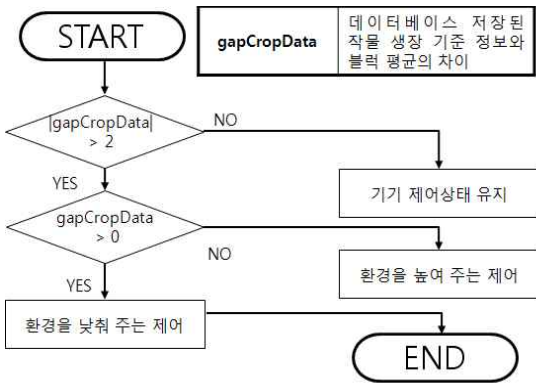 START
gapCropData
데이터베이스 저장된
작물 생장 기준 정보와
블럭 평균의 차이
|gapCropData|
> 2
NO
YES
기기 제어상태 유지
gapCropData
> 0
NO
환경을 높여 주는 제어
YES
환경을 낮춰 주는 제어
END